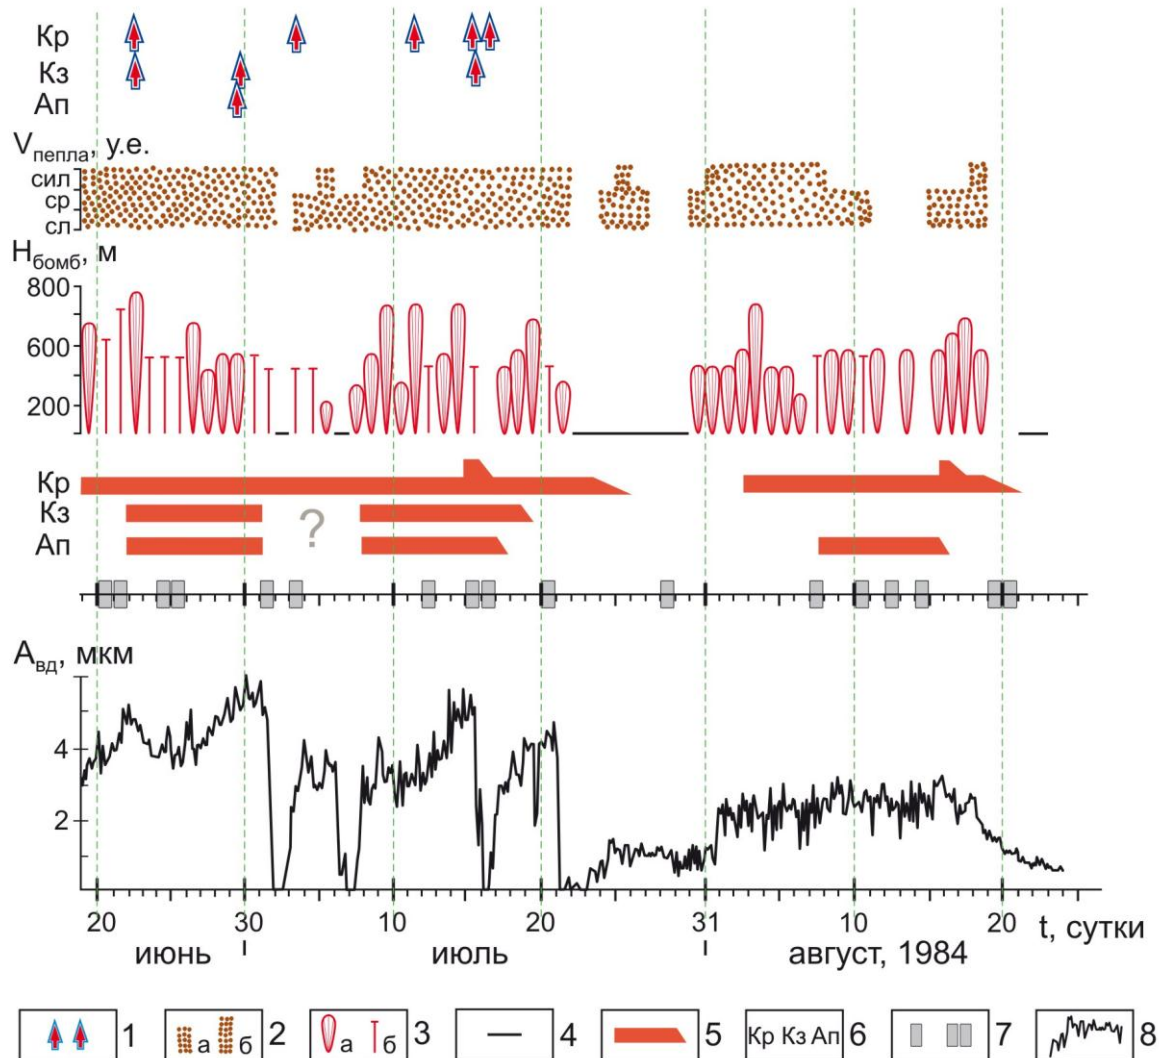 Кр
Кз
Ап
Vпепла, у.е.
сил
ср
сл
Hбомб, м
800
600
200
Кр
Кз
Ап
?
Aвд, мкм
4
2
20 30 10 20 31 10 20 t, сутки
июнь июль август, 1984
1 а б 2 а б 3 4 5 Кр Кз Ап 6 7 8